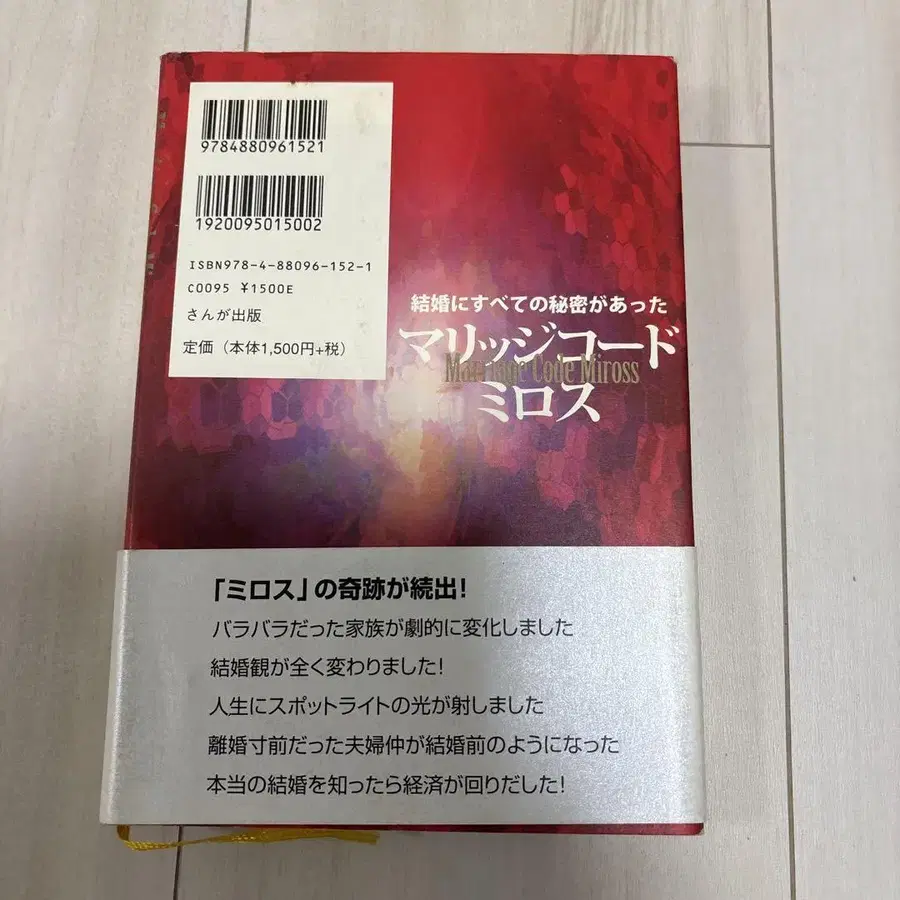 9784880961521
1920095015002
ISBN978-4-88096-152-1
C0095 ¥1500E
さんが出版
定価（本体1,500円+税）
結婚にすべての秘密があった
マリッジコード
Marriage Code Miross
ミロス
「ミロス」の奇跡が続出!
バラバラだった家族が劇的に変化しました
結婚観が全く変わりました!
人生にスポットライトの光が射しました
離婚寸前だった夫婦仲が結婚前のようになった
本当の結婚を知ったら経済が回りだした!